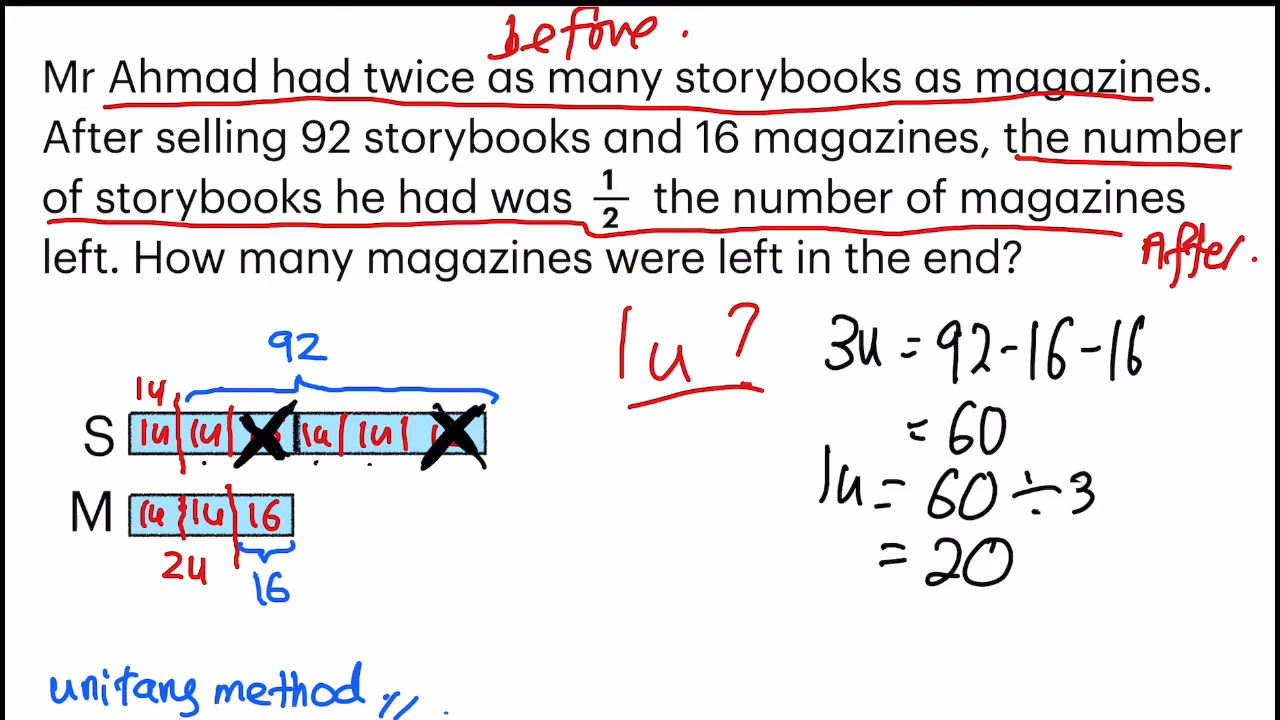 before.
Mr Ahmad had twice as many storybooks as magazines.
After selling 92 storybooks and 16 magazines, the number
of storybooks he had was 1/2 the number of magazines
After.
left. How many magazines were left in the end?
1u?
3u = 92-16-16
= 60
1u = 60÷3
= 20
92
1u
S 1u 1u 1u 1u
M 1u 1u 16
2u
16
unitang method